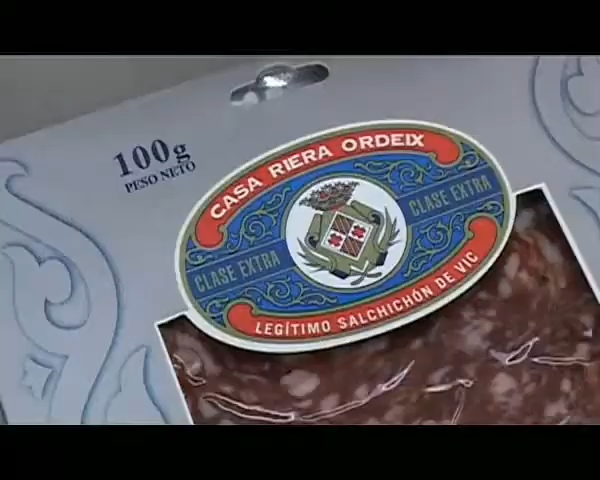 100g
PESO NETO
CASA RIERA ORDEIX
CLASE EXTRA
CLASE EXTRA
LEGÍTIMO SALCHICHÓN DE VIC